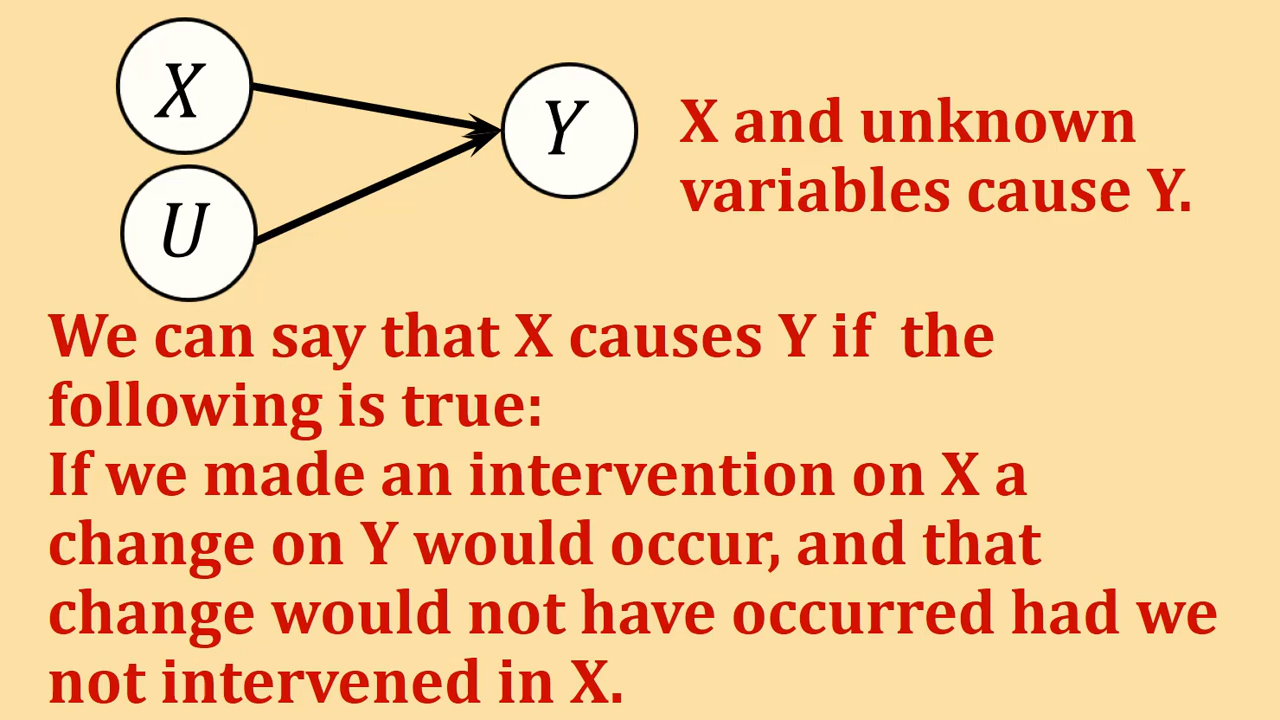 X
U
Y
X and unknown
variables cause Y.
We can say that X causes Y if the
following is true:
If we made an intervention on X a
change on Y would occur, and that
change would not have occurred had we
not intervened in X.